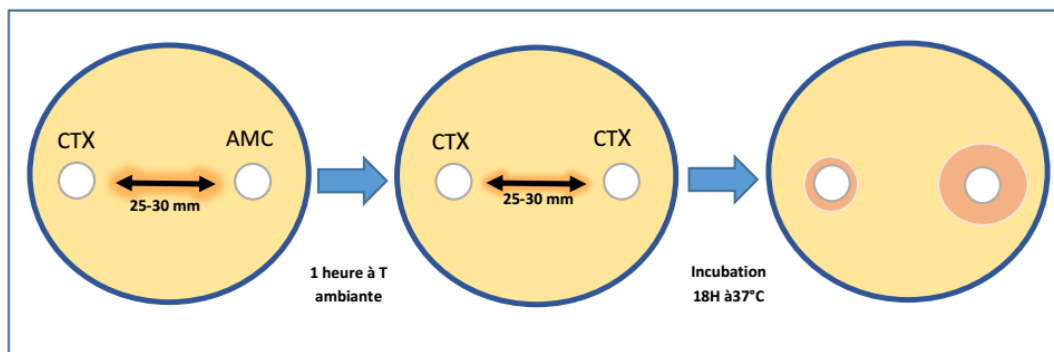 CTX
AMC
25-30 mm
1 heure à T
ambiante
CTX
CTX
25-30 mm
Incubation
18H à37°C